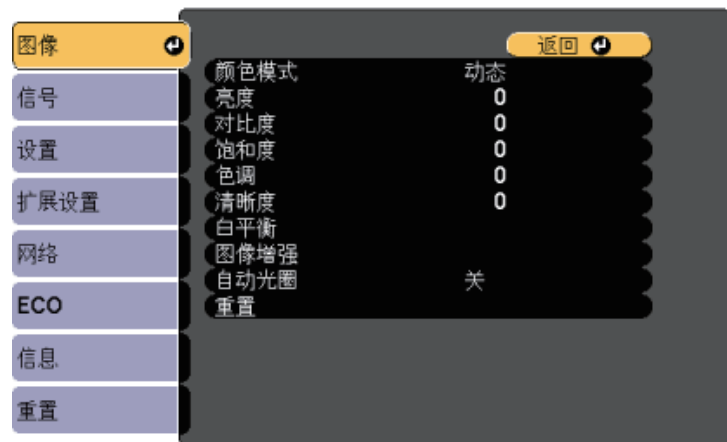 图像
信号
设置
扩展设置
网络
ECO
信息
重置
返回
颜色模式 动态
亮度 0
对比度 0
饱和度 0
色调 0
清晰度 0
白平衡
图像增强
自动光圈 关
重置